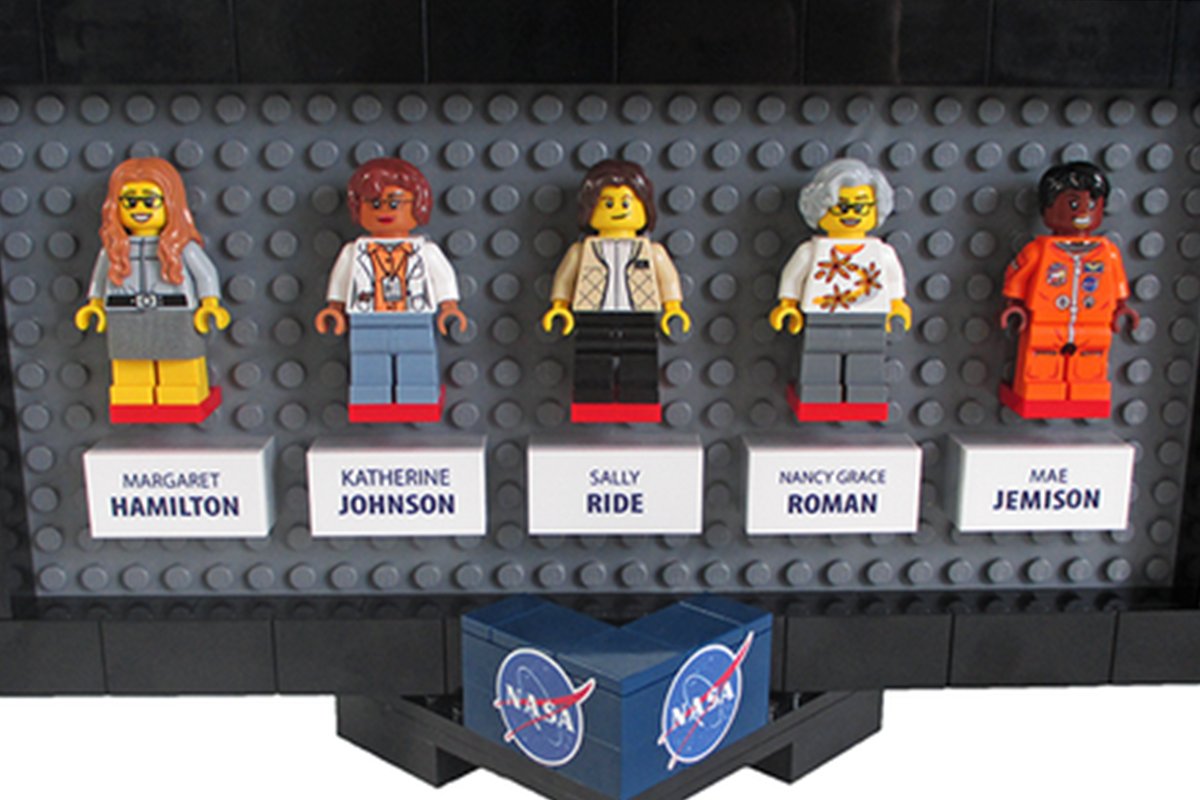 MARGARET
HAMILTON
KATHERINE
JOHNSON
SALLY
RIDE
NANCY GRACE
ROMAN
MAE
JEMISON
NASA
NASA